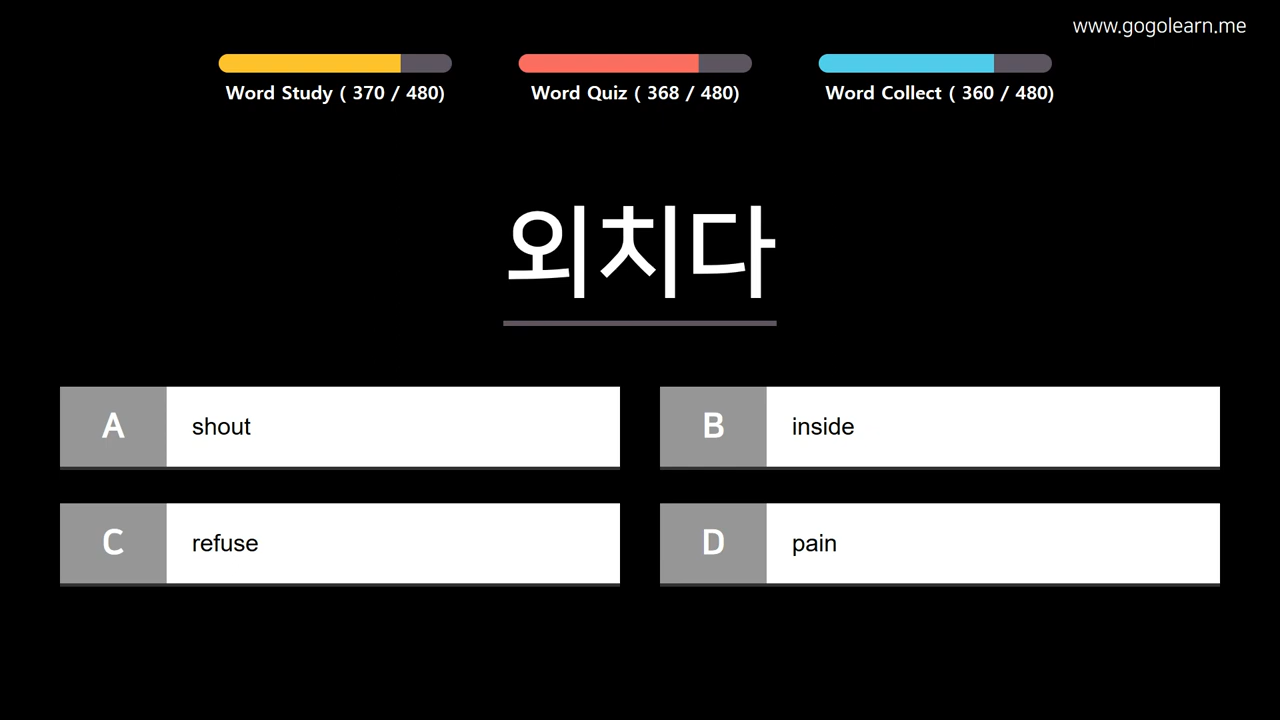 www.gogolearn.me
Word Study ( 370 / 480)
Word Quiz ( 368 / 480)
Word Collect ( 360 / 480)
외치다
A shout
B inside
C refuse
D pain